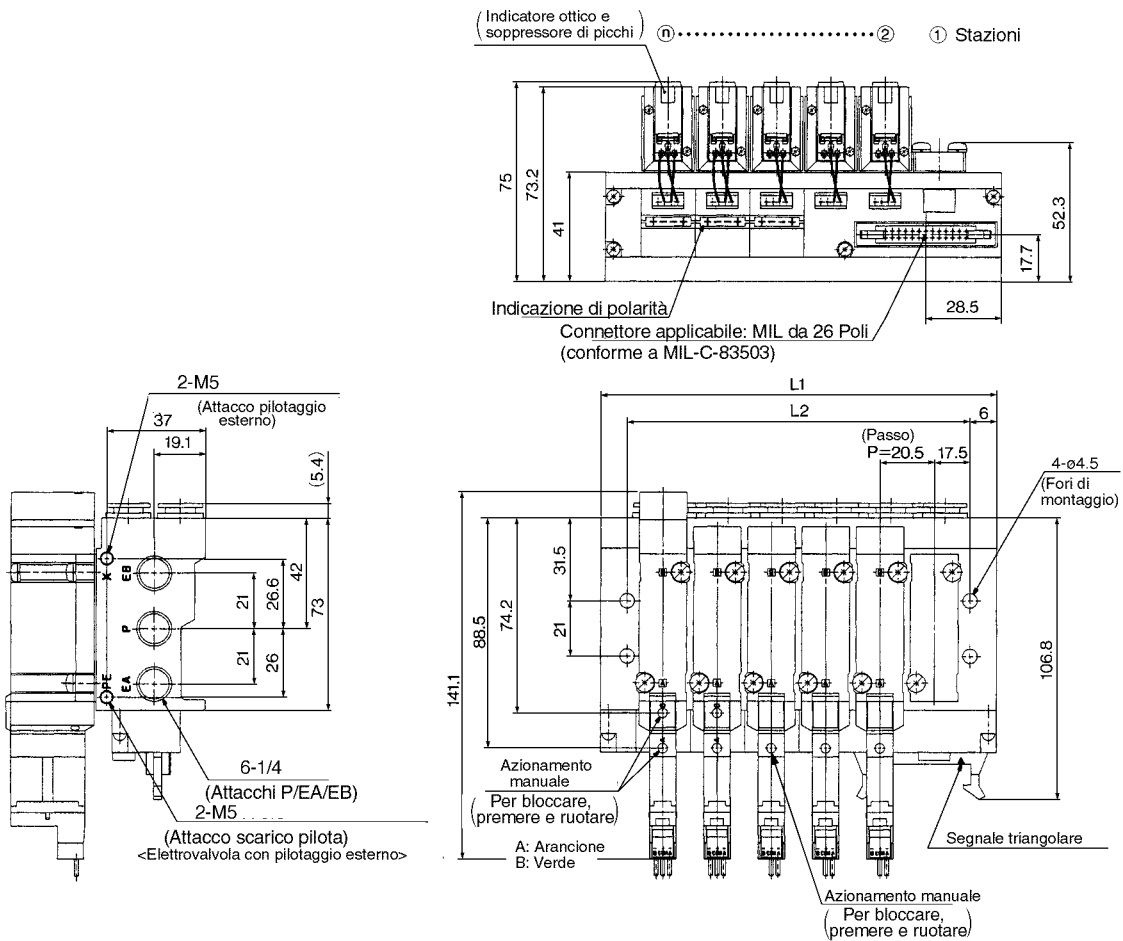 Indicatore ottico e
soppressore di picchi
n
2
1 Stazioni
75
73.2
41
52.3
17.7
28.5
Indicazione di polarità
Connettore applicabile: MIL da 26 Poli
(conforme a MIL-C-83503)
2-M5
(Attacco pilotaggio
esterno)
37
19.1
(5.4)
X
EB
P
PE
EA
21
21
26.6
26
42
73
6-1/4
(Attacchi P/EA/EB)
2-M5
(Attacco scarico pilota)
<Elettrovalvola con pilotaggio esterno>
L1
L2
6
(Passo)
P=20.5
17.5
4-ø4.5
(Fori di
montaggio)
31.5
21
74.2
88.5
141.1
106.8
Azionamento
manuale
(Per bloccare,
premere e ruotare)
A: Arancione
B: Verde
Segnale triangolare
Azionamento manuale
(Per bloccare,
premere e ruotare)